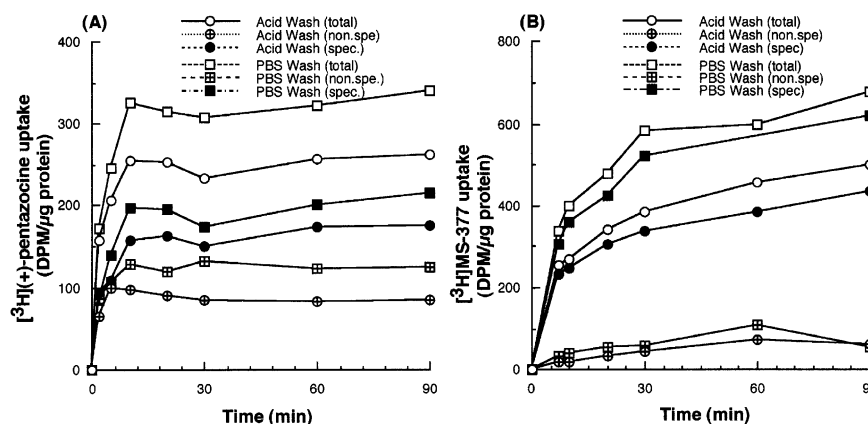 (A)
Acid Wash (total)
Acid Wash (non.spe)
Acid Wash (spec.)
PBS Wash (total)
PBS Wash (non.spe.)
PBS Wash (spec.)
400
300
200
100
0
0
30
60
90
Time (min)
[³H](+)-pentazocine uptake
(DPM/µg protein)
(B)
Acid Wash (total)
Acid Wash (non.spe)
Acid Wash (spec)
PBS Wash (total)
PBS Wash (non.spe)
PBS Wash (spec)
800
600
400
200
0
0
30
60
90
Time (min)
[³H]MS-377 uptake
(DPM/µg protein)